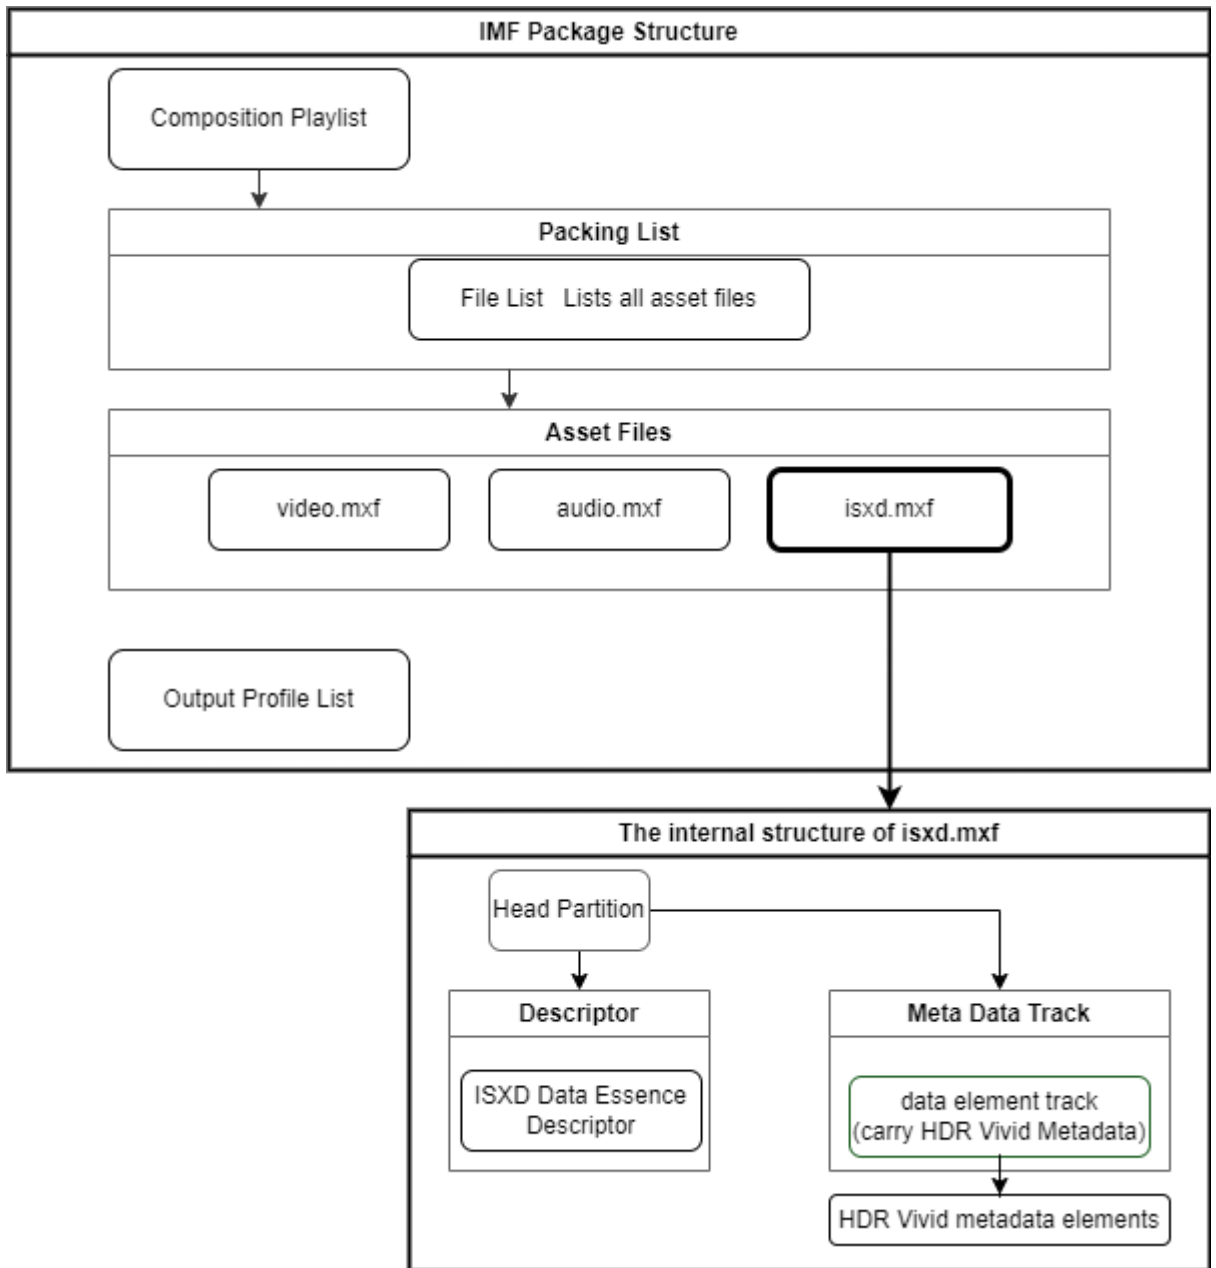 IMF Package Structure
Composition Playlist
Packing List
File List   Lists all asset files
Asset Files
video.mxf
audio.mxf
isxd.mxf
Output Profile List
The internal structure of isxd.mxf
Head Partition
Descriptor
ISXD Data Essence
Descriptor
Meta Data Track
data element track
(carry HDR Vivid Metadata)
HDR Vivid metadata elements